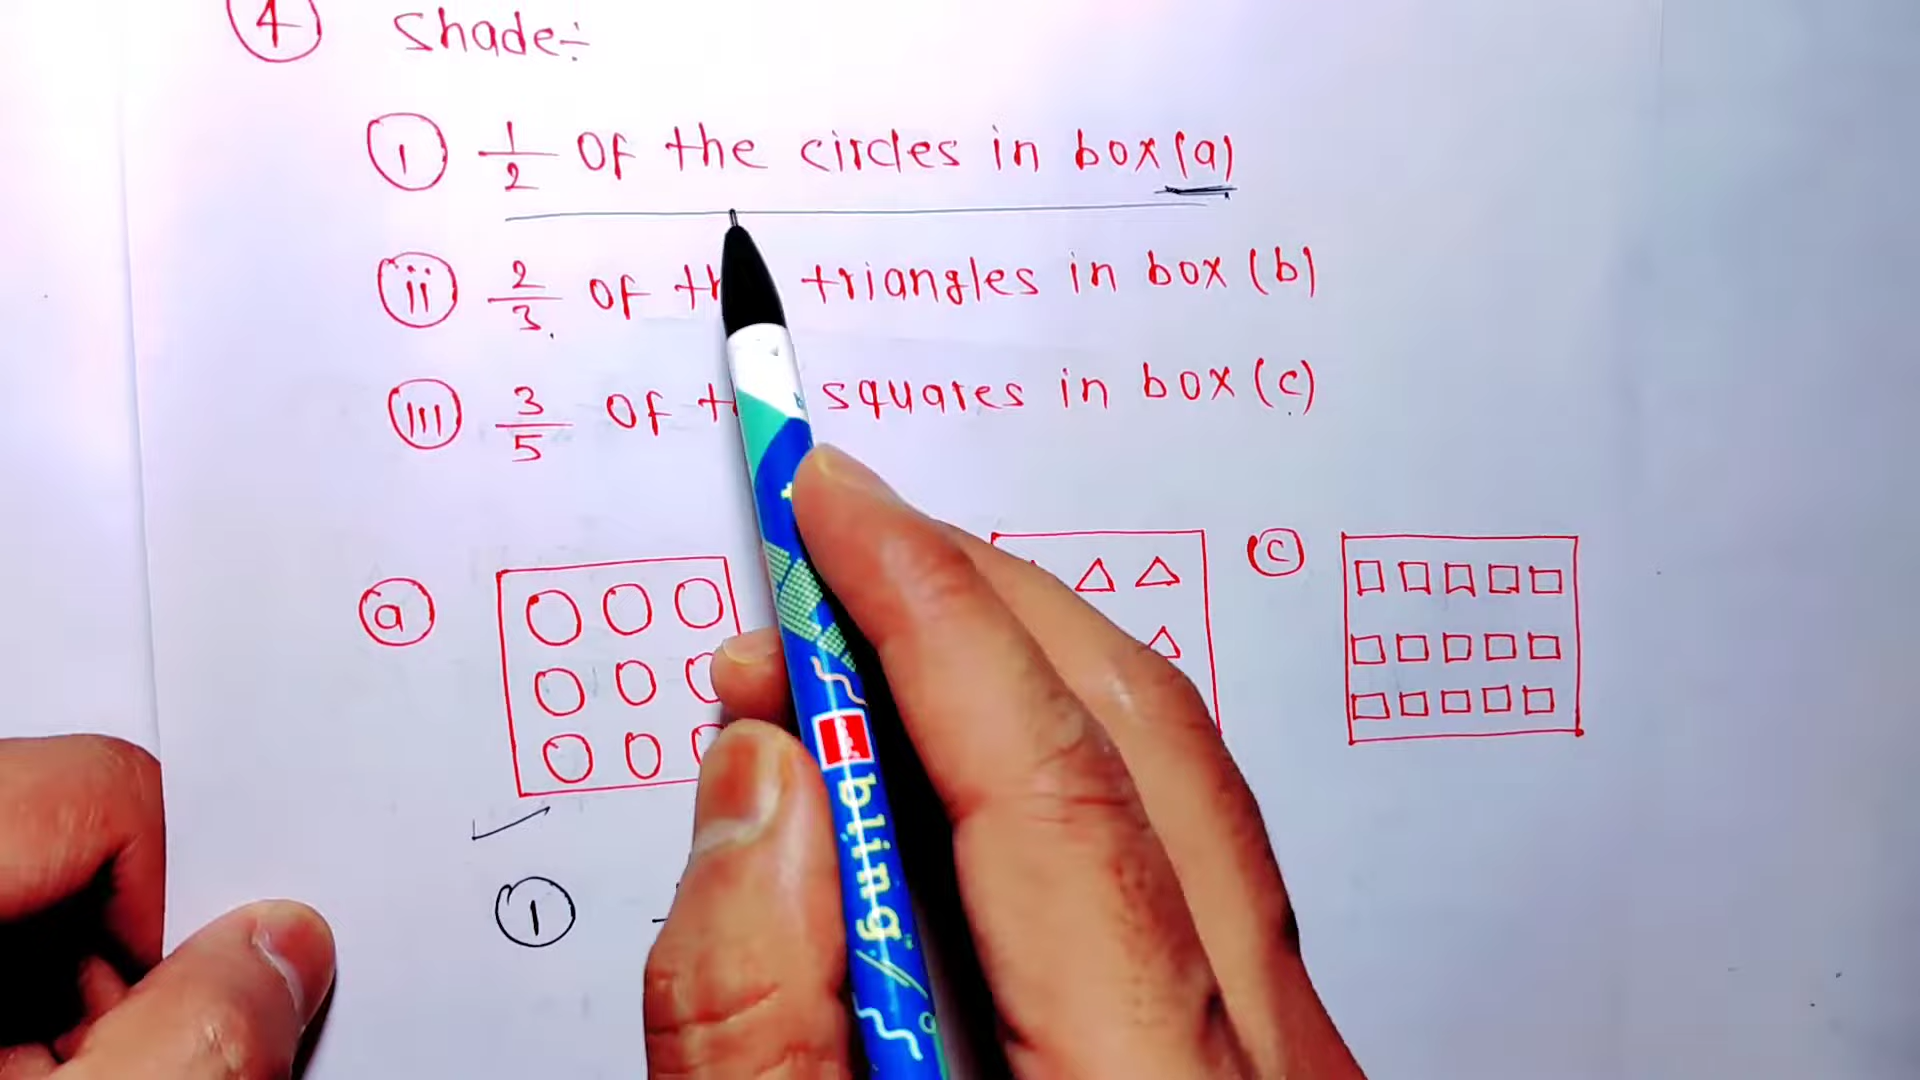 4 Shade:-
i 1/2 Of the circles in box (a)
ii 2/3 of triangles in box (b)
iii 3/5 Of squares in box (c)
a
c
1
bling